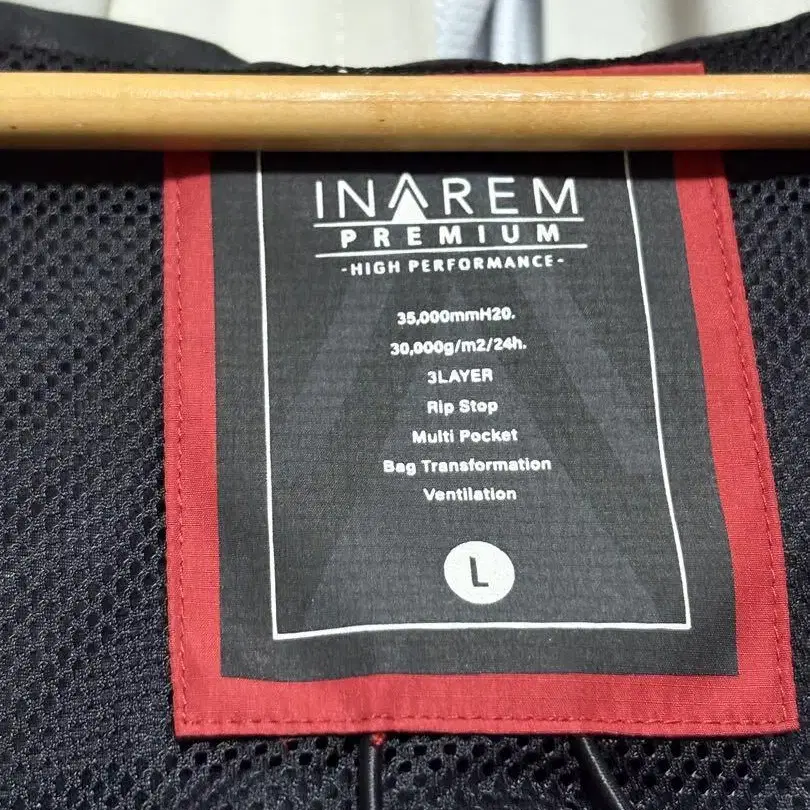 INAREM
PREMIUM
-HIGH PERFORMANCE-
35,000mmH20.
30,000g/m2/24h.
3LAYER
Rip Stop
Multi Pocket
Bag Transformation
Ventilation
L